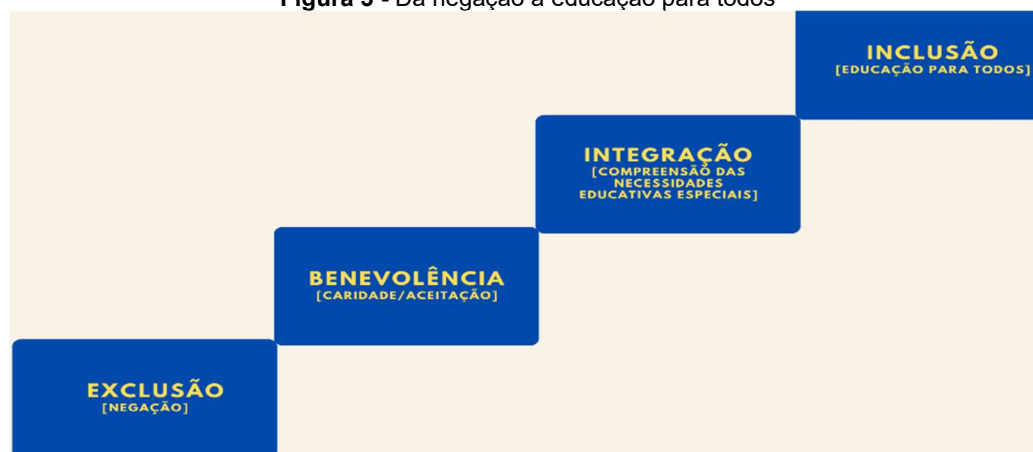 Figura 5 - Da negação à educação para todos
INCLUSÃO
[EDUCAÇÃO PARA TODOS]
INTEGRAÇÃO
[COMPREENSÃO DAS
NECESSIDADES
EDUCATIVAS ESPECIAIS]
BENEVOLÊNCIA
[CARIDADE/ACEITAÇÃO]
EXCLUSÃO
[NEGAÇÃO]